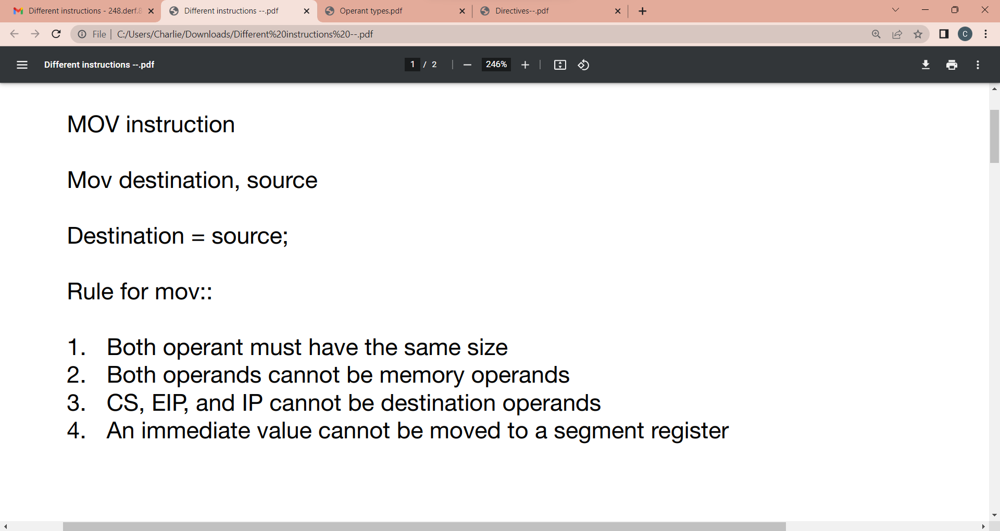 Different instructions - 248.derf.8
Different instructions --.pdf
Operant types.pdf
Directives--.pdf
File
C:/Users/Charlie/Downloads/Different%20instructions%20--.pdf
C
Different instructions --.pdf
1 / 2
246%
MOV instruction
Mov destination, source
Destination = source;
Rule for mov::
1. Both operant must have the same size
2. Both operands cannot be memory operands
3. CS, EIP, and IP cannot be destination operands
4. An immediate value cannot be moved to a segment register